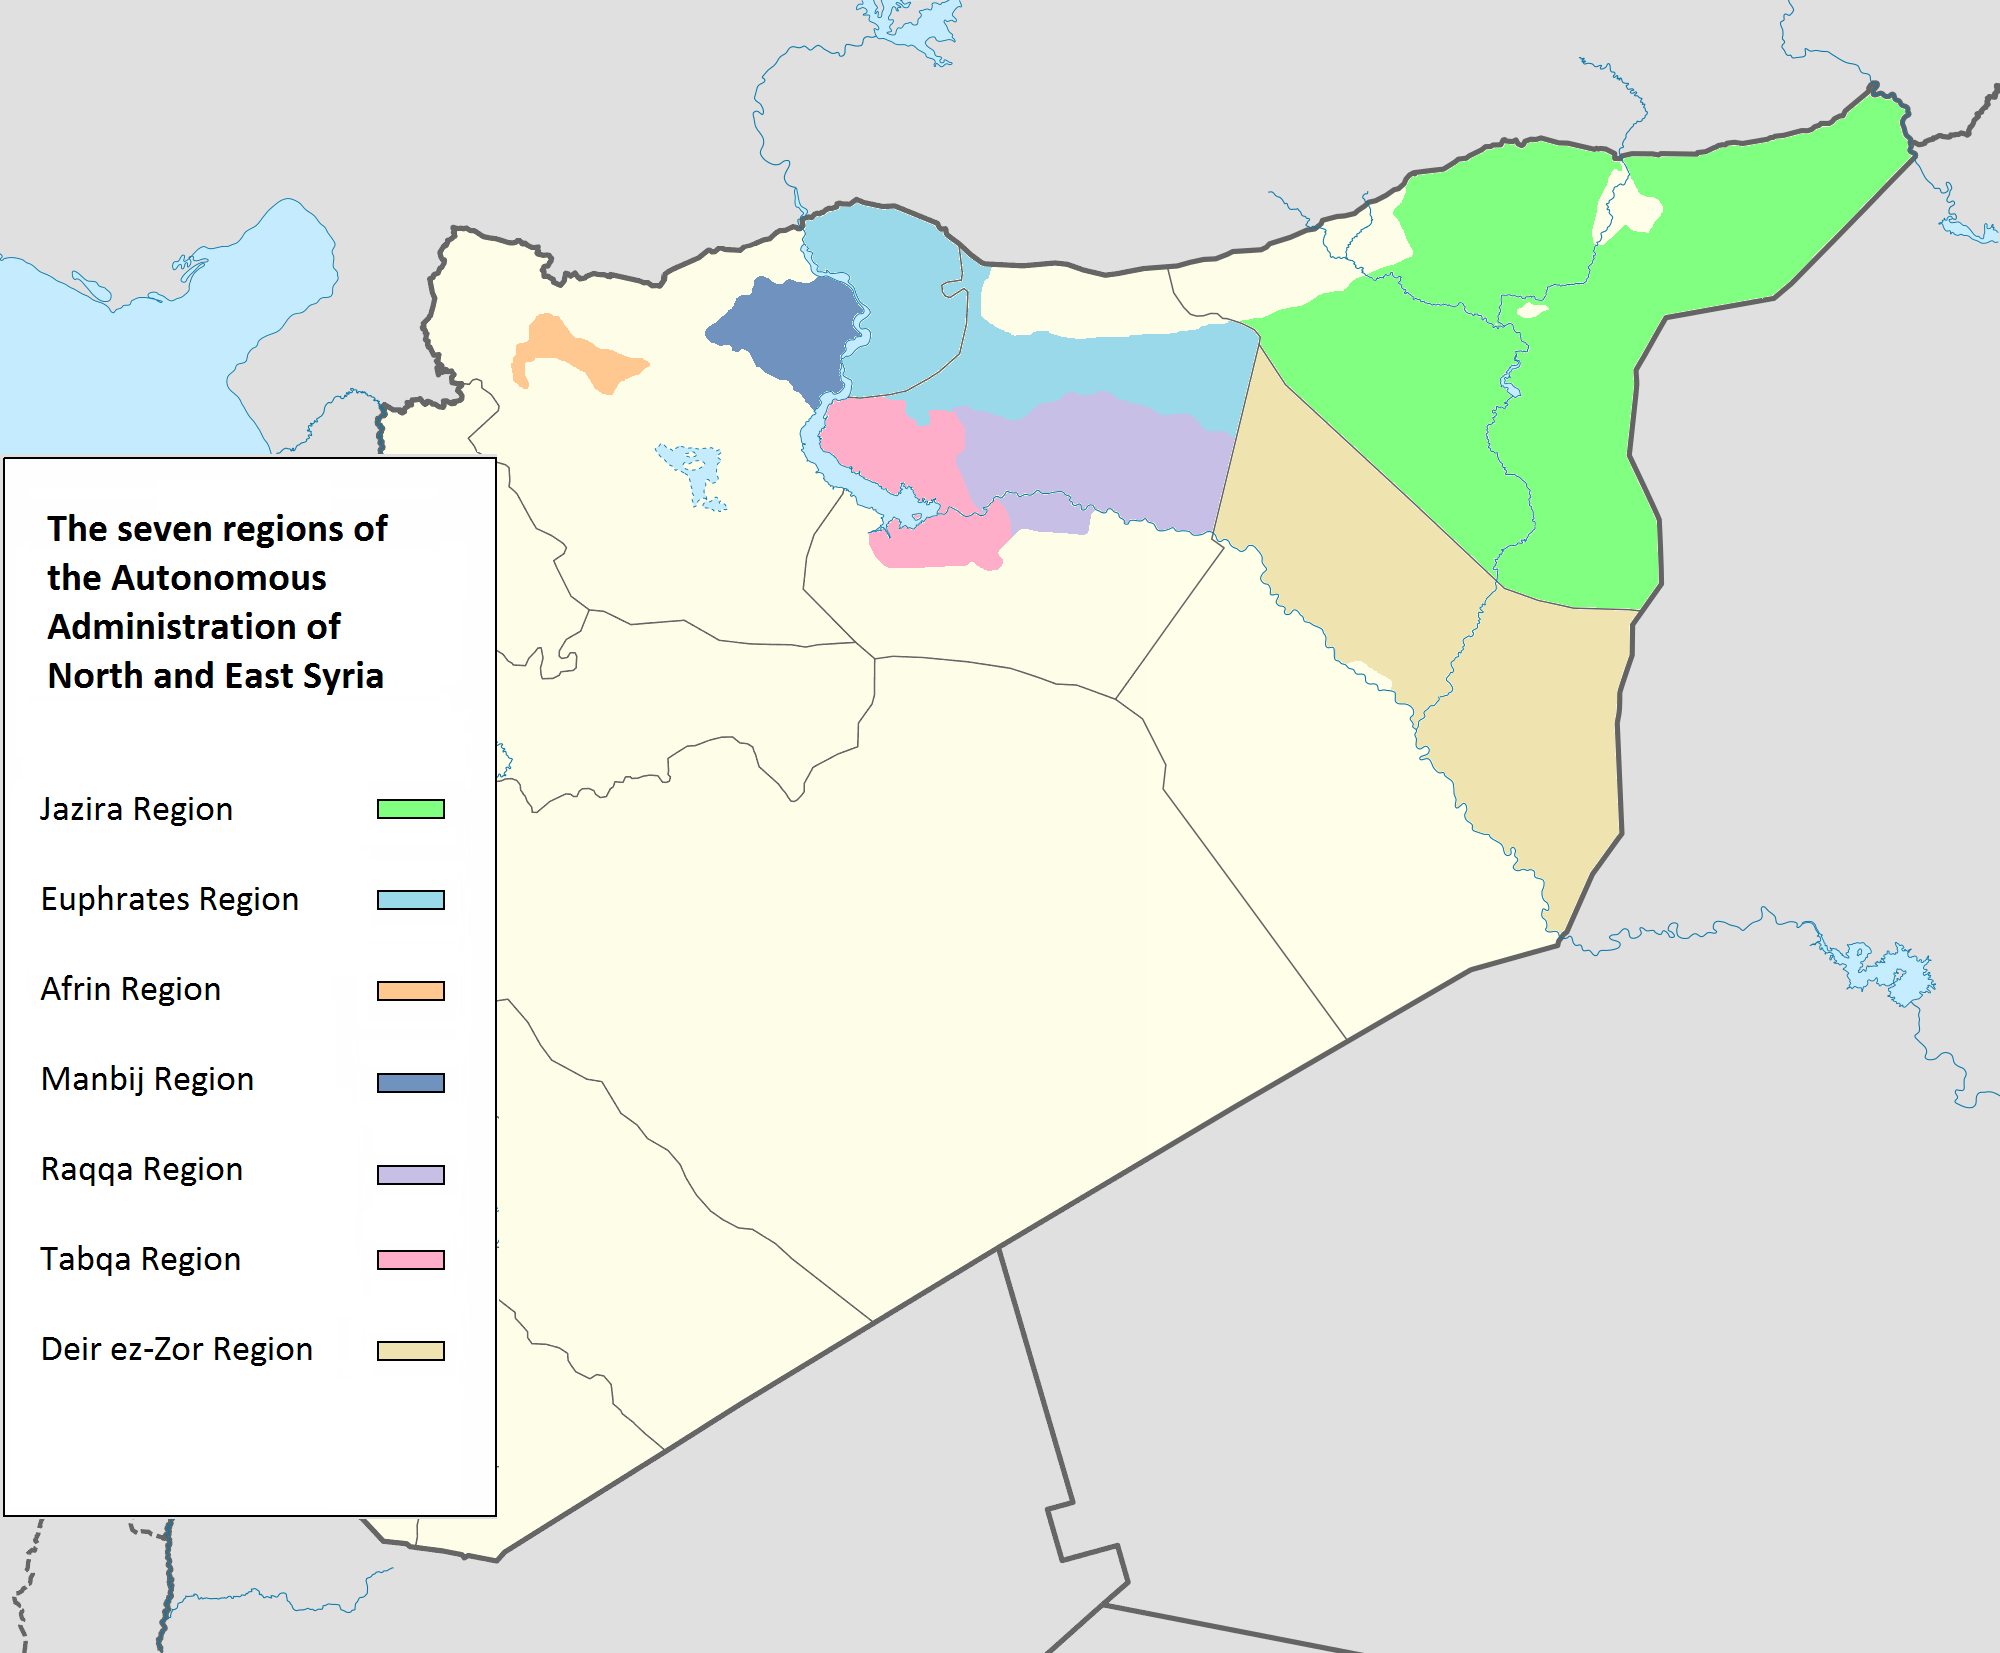 The seven regions of
the Autonomous
Administration of
North and East Syria
Jazira Region
Euphrates Region
Afrin Region
Manbij Region
Raqqa Region
Tabqa Region
Deir ez-Zor Region